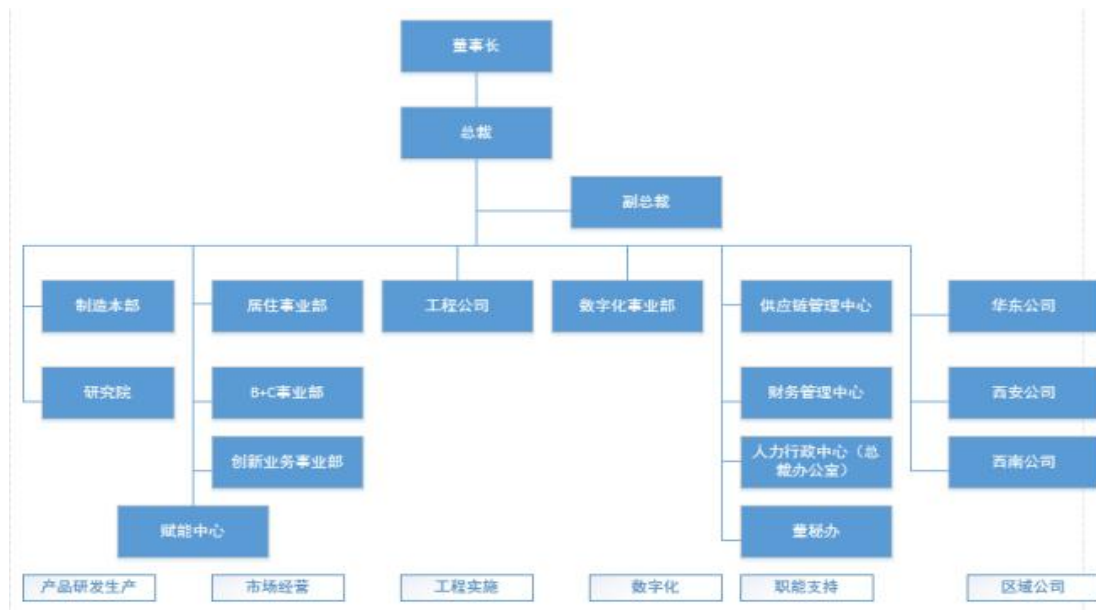 董事长
总裁
副总裁
制造本部
居住事业部
工程公司
数字化事业部
供应链管理中心
华东公司
研究院
B+C事业部
财务管理中心
西安公司
创新业务事业部
人力行政中心（总
裁办公室）
西南公司
赋能中心
董秘办
产品研发生产
市场经营
工程实施
数字化
职能支持
区域公司